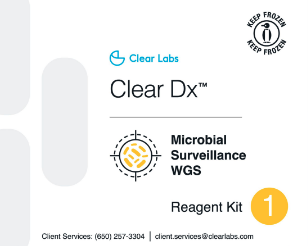 KEEP FROZEN
KEEP FROZEN
Clear Labs
Clear Dx™
Microbial
Surveillance
WGS
Reagent Kit 1
Client Services: (650) 257-3304 | client.services@clearlabs.com